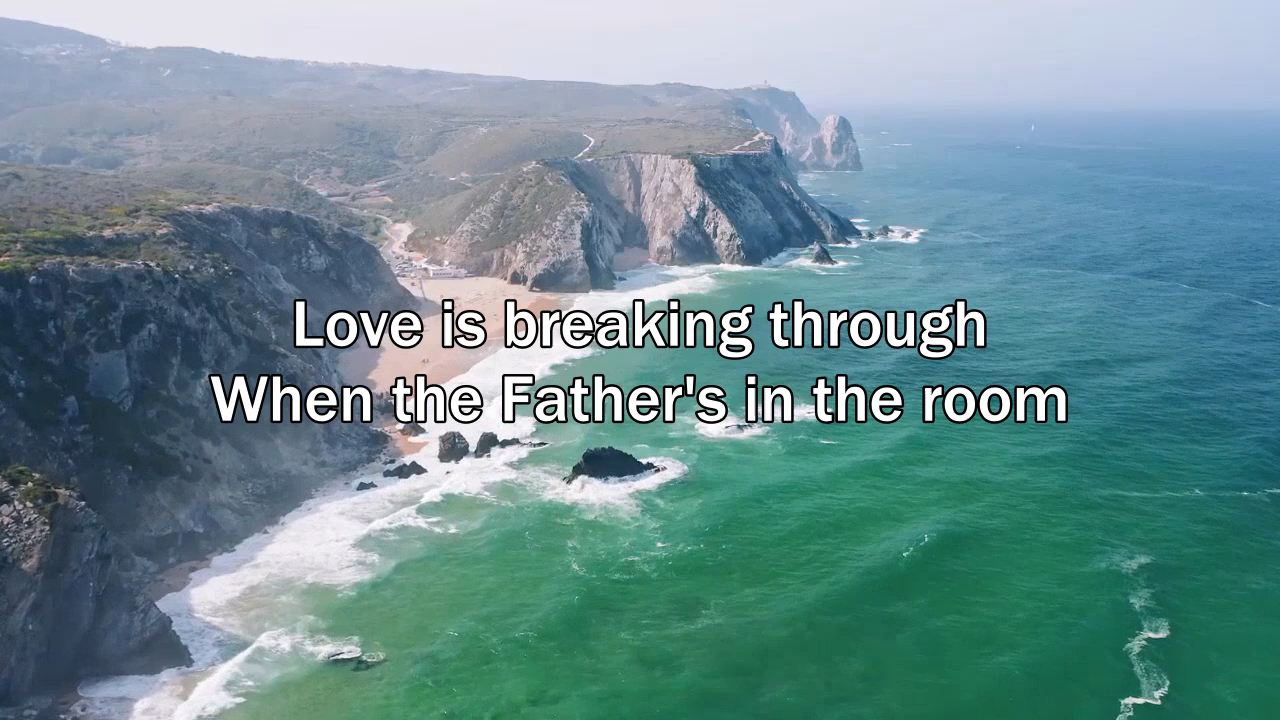 Love is breaking through
When the Father's in the room